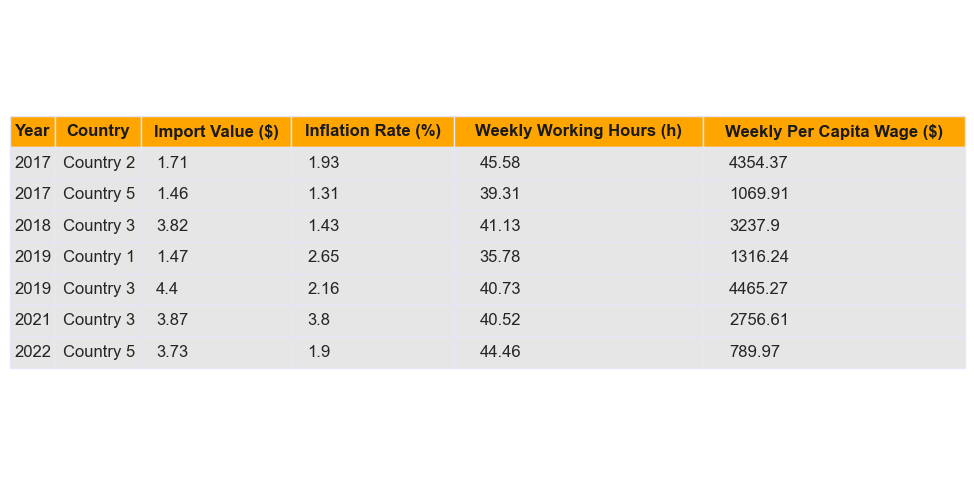 Year Country Import Value ($) Inflation Rate (%) Weekly Working Hours (h) Weekly Per Capita Wage ($)
2017 Country 2 1.71 1.93 45.58 4354.37
2017 Country 5 1.46 1.31 39.31 1069.91
2018 Country 3 3.82 1.43 41.13 3237.9
2019 Country 1 1.47 2.65 35.78 1316.24
2019 Country 3 4.4 2.16 40.73 4465.27
2021 Country 3 3.87 3.8 40.52 2756.61
2022 Country 5 3.73 1.9 44.46 789.97